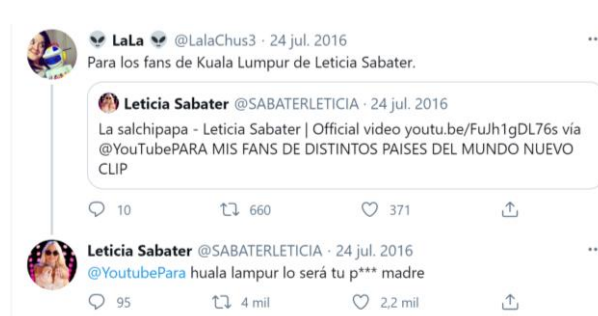 👽 LaLa 👽 @LalaChus3 · 24 jul. 2016
Para los fans de Kuala Lumpur de Leticia Sabater.
Leticia Sabater @SABATERLETICIA · 24 jul. 2016
La salchipapa - Leticia Sabater | Official video youtu.be/FuJh1gDL76s vía
@YouTubePARA MIS FANS DE DISTINTOS PAISES DEL MUNDO NUEVO
CLIP
10 660 371
Leticia Sabater @SABATERLETICIA · 24 jul. 2016
@YoutubePara huala lampur lo será tu p*** madre
95 4 mil 2,2 mil